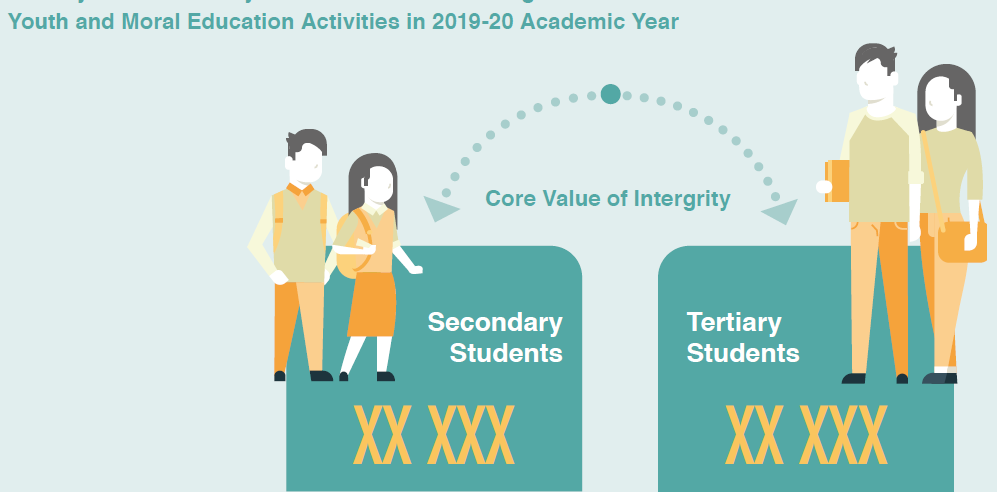 Youth and Moral Education Activities in 2019-20 Academic Year
Core Value of Intergrity
Secondary
Students
XX XXX
Tertiary
Students
XX XXX